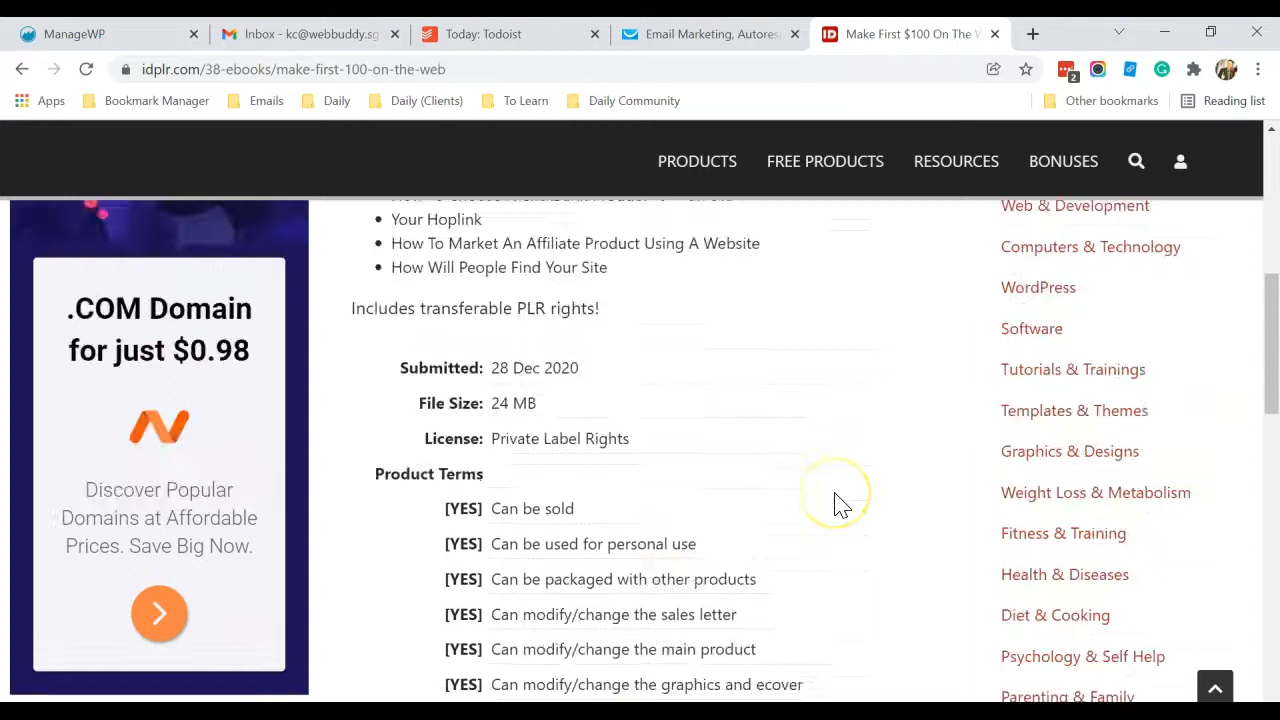 ManageWP
Inbox - kc@webbuddy.sg
Today: Todoist
Email Marketing, Autores
Make First $100 On The W
idplr.com/38-ebooks/make-first-100-on-the-web
2
Apps
Bookmark Manager
Emails
Daily
Daily (Clients)
To Learn
Daily Community
Other bookmarks
Reading list
PRODUCTS
FREE PRODUCTS
RESOURCES
BONUSES
.COM Domain
for just $0.98
Discover Popular
Domains at Affordable
Prices. Save Big Now.
• Your Hoplink
• How To Market An Affiliate Product Using A Website
• How Will People Find Your Site
Includes transferable PLR rights!
Submitted: 28 Dec 2020
File Size: 24 MB
License: Private Label Rights
Product Terms
[YES] Can be sold
[YES] Can be used for personal use
[YES] Can be packaged with other products
[YES] Can modify/change the sales letter
[YES] Can modify/change the main product
[YES] Can modify/change the graphics and ecover
Web & Development
Computers & Technology
WordPress
Software
Tutorials & Trainings
Templates & Themes
Graphics & Designs
Weight Loss & Metabolism
Fitness & Training
Health & Diseases
Diet & Cooking
Psychology & Self Help
Parenting & Family